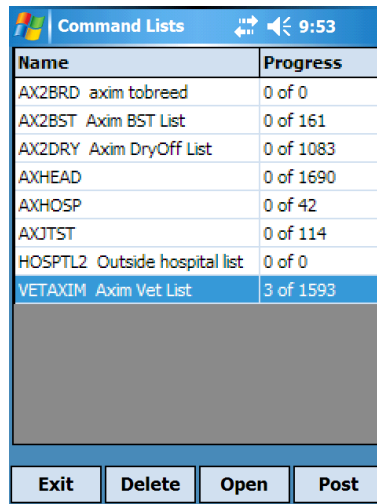 Command Lists 9:53
Name Progress
AX2BRD axim tobreed 0 of 0
AX2BST Axim BST List 0 of 161
AX2DRY Axim DryOff List 0 of 1083
AXHEAD 0 of 1690
AXHOSP 0 of 42
AXJTST 0 of 114
HOSPTL2 Outside hospital list 0 of 0
VETAXIM Axim Vet List 3 of 1593
Exit Delete Open Post